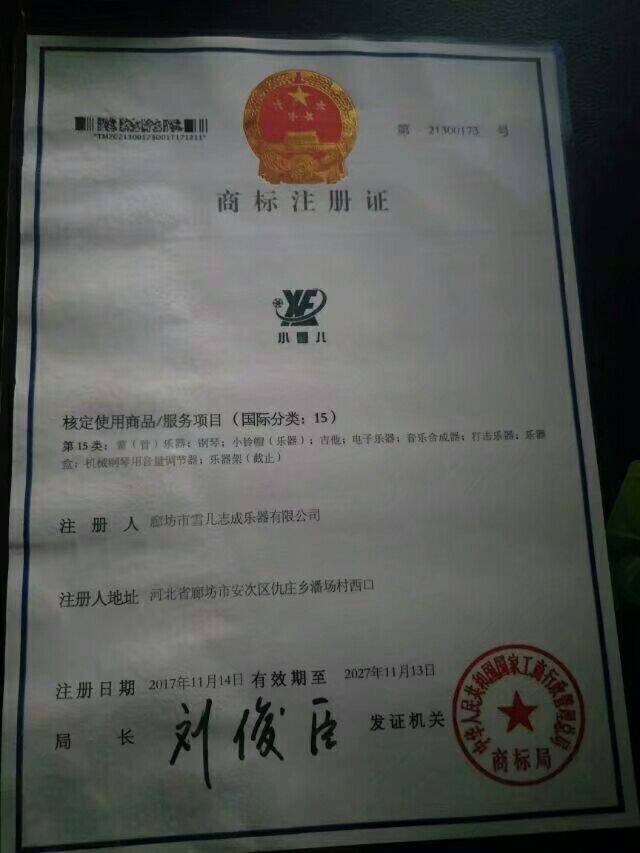 "TMZC21300173D01T171211"
第 21300173 号
商标注册证
XE
小雪儿
核定使用商品/服务项目（国际分类：15）
第15类：簧（管）乐器；钢琴；小铃帽（乐器）；吉他；电子乐器；音乐合成器；打击乐器；乐器
盒；机械钢琴用音量调节器；乐器架（截止）
注册人 廊坊市雪儿志成乐器有限公司
注册人地址 河北省廊坊市安次区仇庄乡潘场村西口
注册日期 2017年11月14日 有效期至 2027年11月13日
局长 刘俊臣 发证机关
中华人民共和国国家工商行政管理总局
商标局